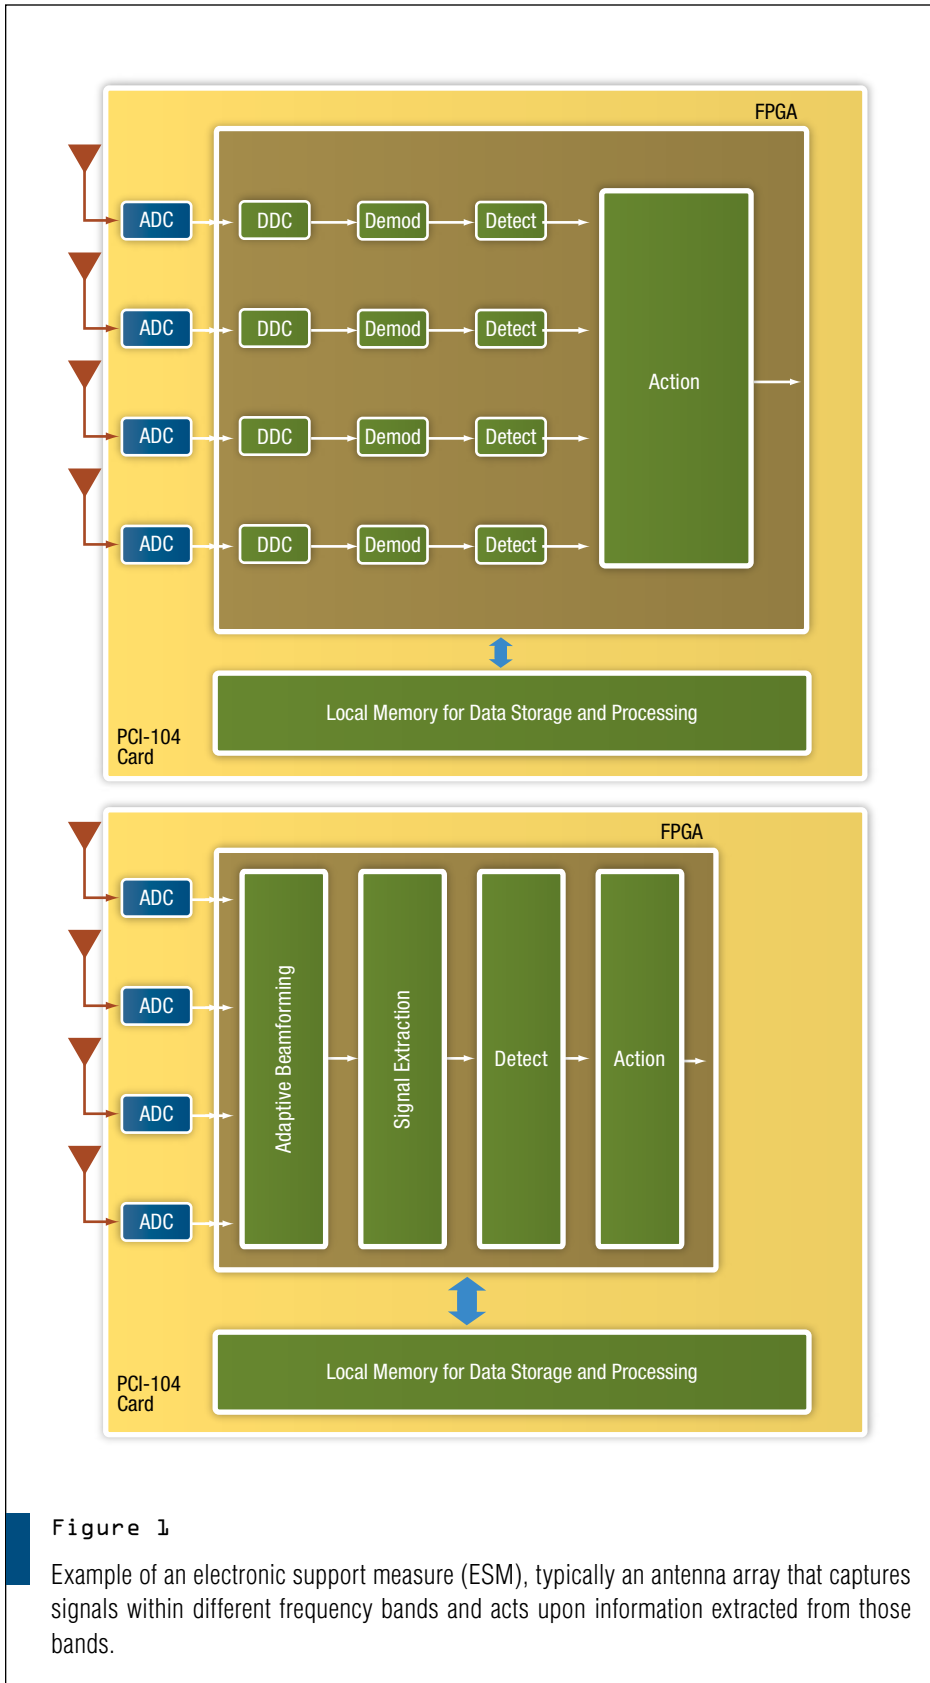 FPGA
ADC DDC Demod Detect
ADC DDC Demod Detect
Action
ADC DDC Demod Detect
ADC DDC Demod Detect
Local Memory for Data Storage and Processing
PCI-104
Card
FPGA
ADC
ADC
Adaptive Beamforming
Signal Extraction
Detect
Action
ADC
ADC
Local Memory for Data Storage and Processing
PCI-104
Card
Figure 1
Example of an electronic support measure (ESM), typically an antenna array that captures
signals within different frequency bands and acts upon information extracted from those
bands.